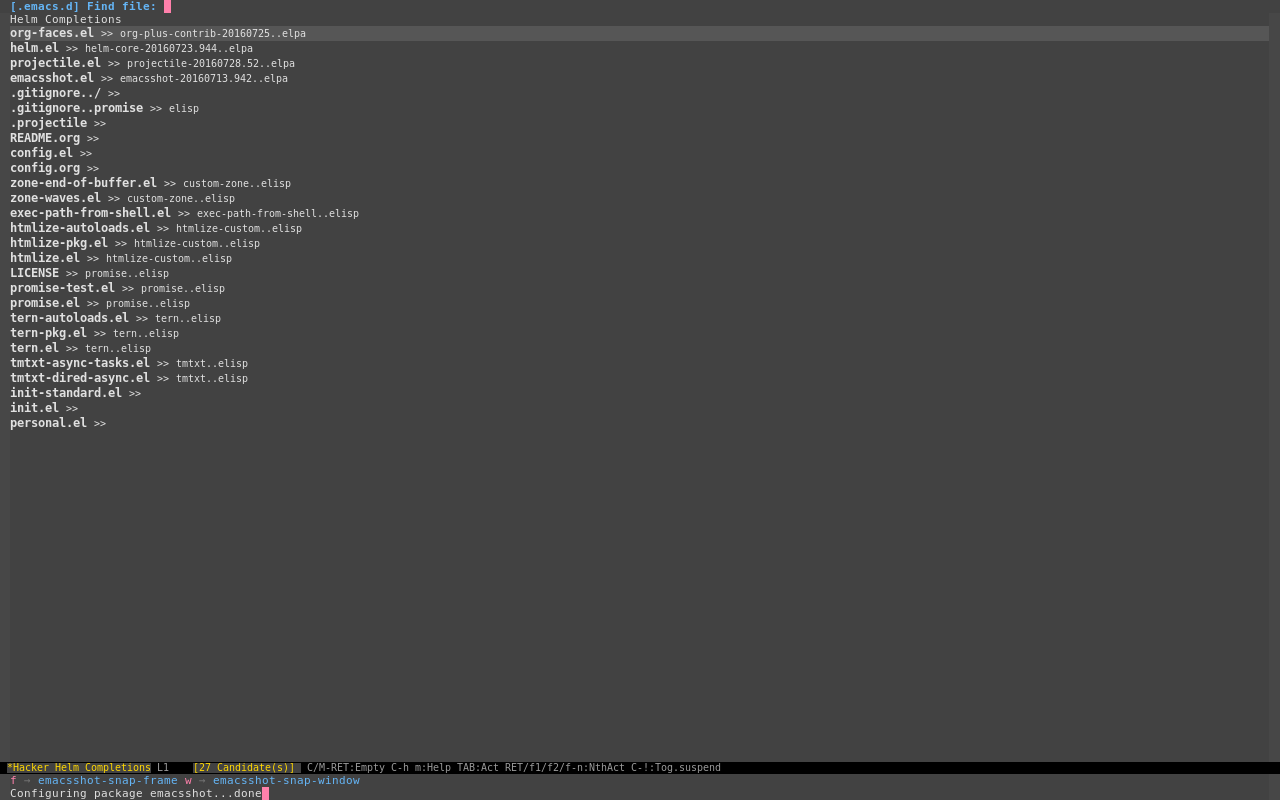 [.emacs.d] Find file:
Helm Completions
org-faces.el >> org-plus-contrib-20160725..elpa
helm.el >> helm-core-20160723.944..elpa
projectile.el >> projectile-20160728.52..elpa
emacsshot.el >> emacsshot-20160713.942..elpa
.gitignore../ >>
.gitignore..promise >> elisp
.projectile >>
README.org >>
config.el >>
config.org >>
zone-end-of-buffer.el >> custom-zone..elisp
zone-waves.el >> custom-zone..elisp
exec-path-from-shell.el >> exec-path-from-shell..elisp
htmlize-autoloads.el >> htmlize-custom..elisp
htmlize-pkg.el >> htmlize-custom..elisp
htmlize.el >> htmlize-custom..elisp
LICENSE >> promise..elisp
promise-test.el >> promise..elisp
promise.el >> promise..elisp
tern-autoloads.el >> tern..elisp
tern-pkg.el >> tern..elisp
tern.el >> tern..elisp
tmtxt-async-tasks.el >> tmtxt..elisp
tmtxt-dired-async.el >> tmtxt..elisp
init-standard.el >>
init.el >>
personal.el >>
*Hacker Helm Completions L1 [27 Candidate(s)] C/M-RET:Empty C-h m:Help TAB:Act RET/f1/f2/f-n:NthAct C-!:Tog.suspend
f → emacsshot-snap-frame w → emacsshot-snap-window
Configuring package emacsshot...done